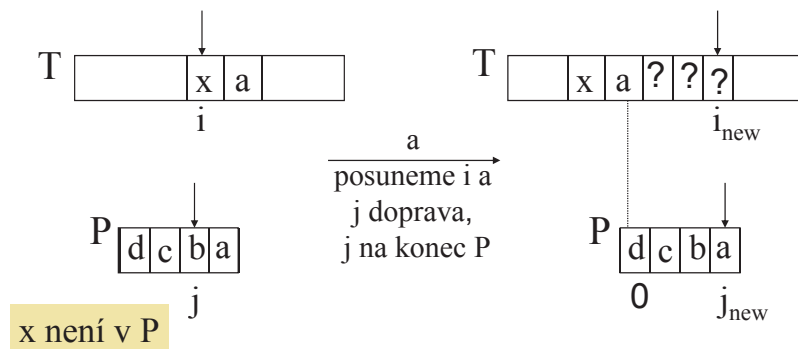 T
x a
i
P
d c b a
j
x není v P
a
posuneme i a
j doprava,
j na konec P
T
x a ? ? ?
i new
P
d c b a
0
j new